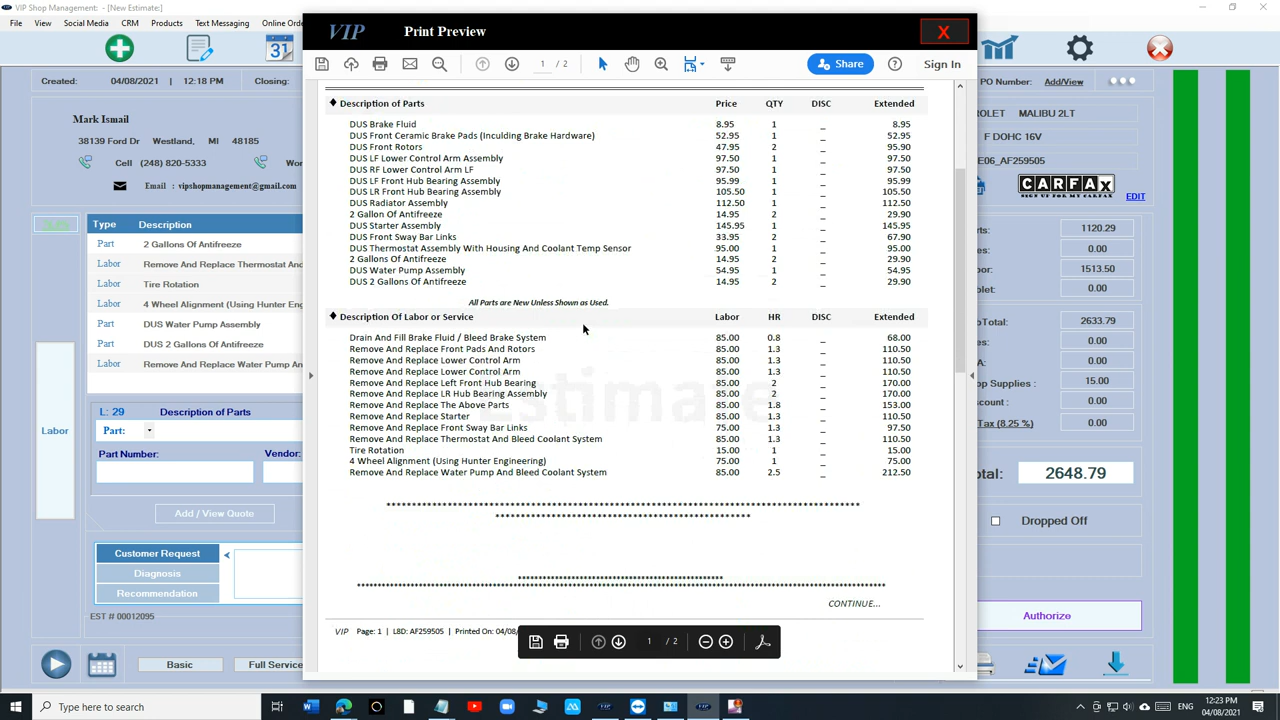 VIP Shop Management: - [New Estimate:]
File View Social Media CRM Products Text Messaging Online Ord
Created: 04/08/2021 | 12:18 PM Closing:
Mark Ismail
38139 Ford Dr Westland, MI 48185
Cell (248) 820-5333 Wor
Email : vipshopmanagement@gmail.com
Type Description
Part 2 Gallons Of Antifreeze
Labor Remove And Replace Thermostat And
Labor Tire Rotation
Labor 4 Wheel Alignment (Using Hunter Eng
Part DUS Water Pump Assembly
Part DUS 2 Gallons Of Antifreeze
Labor Remove And Replace Water Pump An
L: 29 Description of Parts
Labor Part:
Part Number: Vendor:
Add / View Quote
Customer Request
Diagnosis
Recommendation
EST # 00012095
Basic Full Service
VIP Print Preview X
1 / 2 Share Sign In
Description of Parts Price QTY DISC Extended
DUS Brake Fluid 8.95 1 _ 8.95
DUS Front Ceramic Brake Pads (Inculding Brake Hardware) 52.95 1 _ 52.95
DUS Front Rotors 47.95 2 _ 95.90
DUS LF Lower Control Arm Assembly 97.50 1 _ 97.50
DUS RF Lower Control Arm LF 97.50 1 _ 97.50
DUS LF Front Hub Bearing Assembly 95.99 1 _ 95.99
DUS LR Front Hub Bearing Assembly 105.50 1 _ 105.50
DUS Radiator Assembly 112.50 1 _ 112.50
2 Gallon Of Antifreeze 14.95 2 _ 29.90
DUS Starter Assembly 145.95 1 _ 145.95
DUS Front Sway Bar Links 33.95 2 _ 67.90
DUS Thermostat Assembly With Housing And Coolant Temp Sensor 95.00 1 _ 95.00
2 Gallons Of Antifreeze 14.95 2 _ 29.90
DUS Water Pump Assembly 54.95 1 _ 54.95
DUS 2 Gallons Of Antifreeze 14.95 2 _ 29.90
All Parts are New Unless Shown as Used.
Description Of Labor or Service Labor HR DISC Extended
Drain And Fill Brake Fluid / Bleed Brake System 85.00 0.8 _ 68.00
Remove And Replace Front Pads And Rotors 85.00 1.3 _ 110.50
Remove And Replace Lower Control Arm 85.00 1.3 _ 110.50
Remove And Replace Lower Control Arm 85.00 1.3 _ 110.50
Remove And Replace Left Front Hub Bearing 85.00 2 _ 170.00
Remove And Replace LR Hub Bearing Assembly 85.00 2 _ 170.00
Remove And Replace The Above Parts 85.00 1.8 _ 153.00
Remove And Replace Starter 85.00 1.3 _ 110.50
Remove And Replace Front Sway Bar Links 75.00 1.3 _ 97.50
Remove And Replace Thermostat And Bleed Coolant System 85.00 1.3 _ 110.50
Tire Rotation 15.00 1 _ 15.00
4 Wheel Alignment (Using Hunter Engineering) 75.00 1 _ 75.00
Remove And Replace Water Pump And Bleed Coolant System 85.00 2.5 _ 212.50
Estimate
CONTINUE...
VIP Page: 1 | LBD: AF259505 | Printed On: 04/08/
1 / 2
PO Number: Add/View
ROLET MALIBU 2LT
F DOHC 16V
E06_AF259505
CARFAX
SIGN UP FOR MY CARFAX
EDIT
rts: 1120.29
es: 0.00
or: 1513.50
blet: 0.00
Total: 2633.79
es: 0.00
A: 0.00
op Supplies : 15.00
count : 0.00
Tax (8.25 %) 0.00
otal: 2648.79
Dropped Off
Authorize
Type here to search
ENG
12:23 PM
04/08/2021